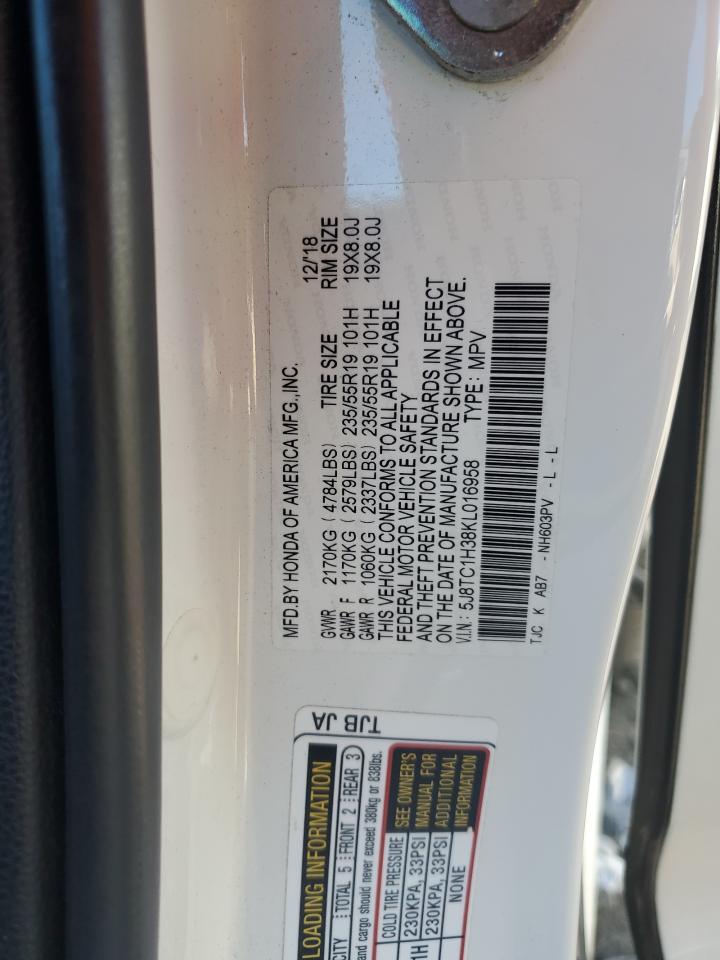 MFD.BY HONDA OF AMERICA MFG.,INC. 12/'18
GVWR 2170KG (4784LBS) TIRE SIZE RIM SIZE
GAWR F 1170KG (2579LBS) 235/55R19 101H 19X8.0J
GAWR R 1060KG (2337LBS) 235/55R19 101H 19X8.0J
THIS VEHICLE CONFORMS TO ALL APPLICABLE
FEDERAL MOTOR VEHICLE SAFETY
AND THEFT PREVENTION STANDARDS IN EFFECT
ON THE DATE OF MANUFACTURE SHOWN ABOVE.
V.I.N.: 5J8TC1H38KL016958 TYPE: MPV
TJC K AB7 - NH603PV - L - L
TJB JA
LOADING INFORMATION
CITY TOTAL 5 FRONT 2 REAR 3
and cargo should never exceed 380kg or 838lbs.
COLD TIRE PRESSURE SEE OWNER'S
230KPA, 33PSI MANUAL FOR
1H 230KPA, 33PSI ADDITIONAL
NONE INFORMATION